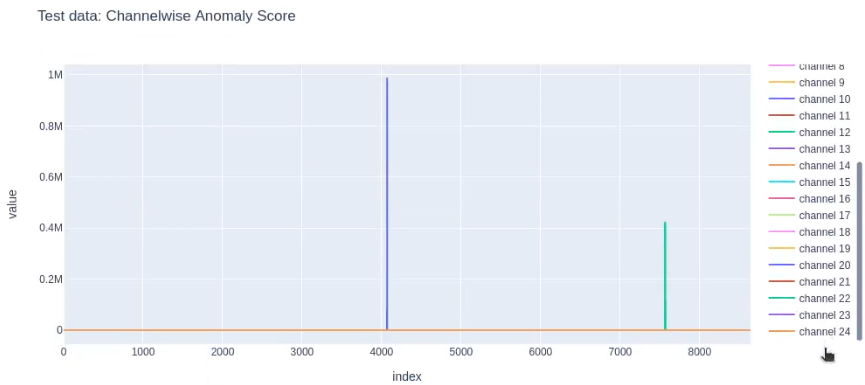 Test data: Channelwise Anomaly Score
1M
0.8M
0.6M
0.4M
0.2M
0
value
0
1000
2000
3000
4000
5000
6000
7000
8000
index
channel 8
channel 9
channel 10
channel 11
channel 12
channel 13
channel 14
channel 15
channel 16
channel 17
channel 18
channel 19
channel 20
channel 21
channel 22
channel 23
channel 24